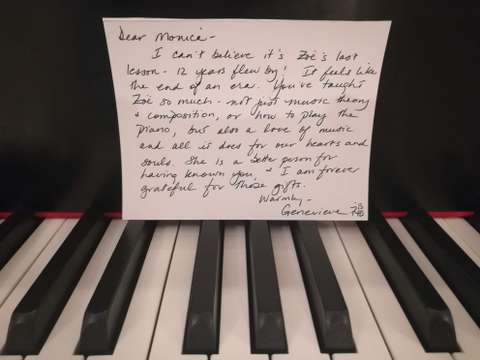 Dear Monica -
I can't believe it's Zoë's last
lesson - 12 years flew by! It feels like
the end of an era. You've taught
Zoë so much - not just music theory
+ composition, or how to play the
piano, but also a love of music
and all it does for our hearts and
souls. She is a better person for
having known you, + I am forever
grateful for those gifts.
Warmly -
Genevieve